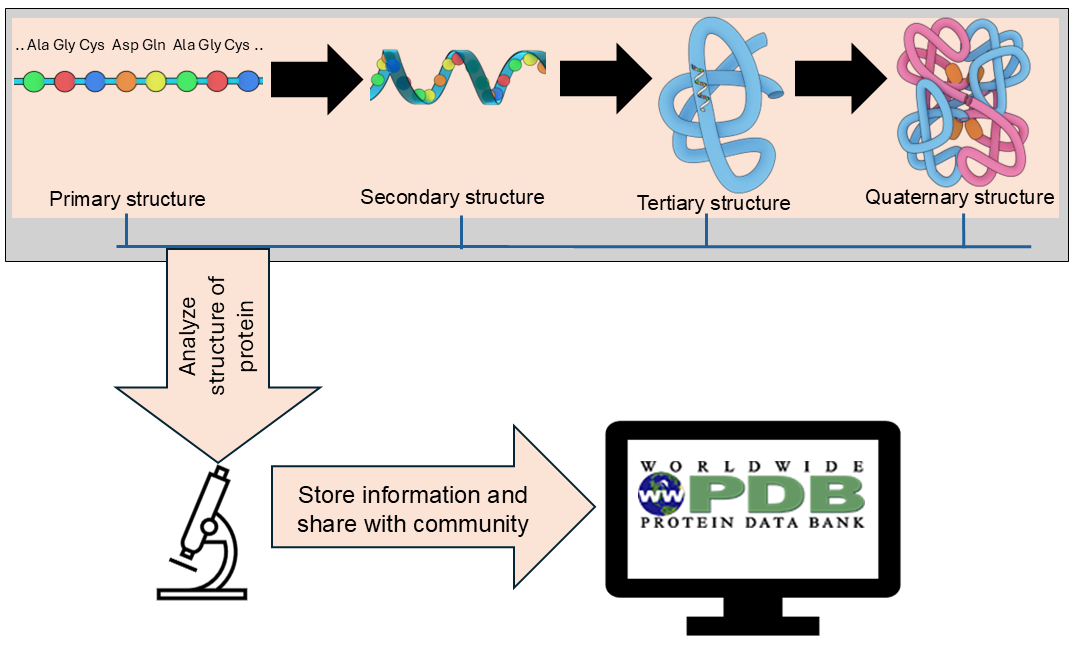 .. Ala Gly Cys Asp Gln Ala Gly Cys ..
Primary structure
Secondary structure
Tertiary structure
Quaternary structure
Analyze
structure of
protein
Store information and
share with community
WORLDWIDE
ww PDB
PROTEIN DATA BANK